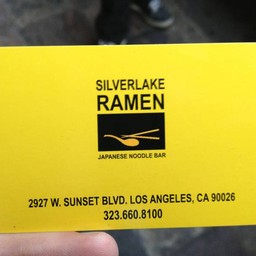 SILVERLAKE
RAMEN
JAPANESE NOODLE BAR
2927 W. SUNSET BLVD. LOS ANGELES, CA 90026
323.660.8100